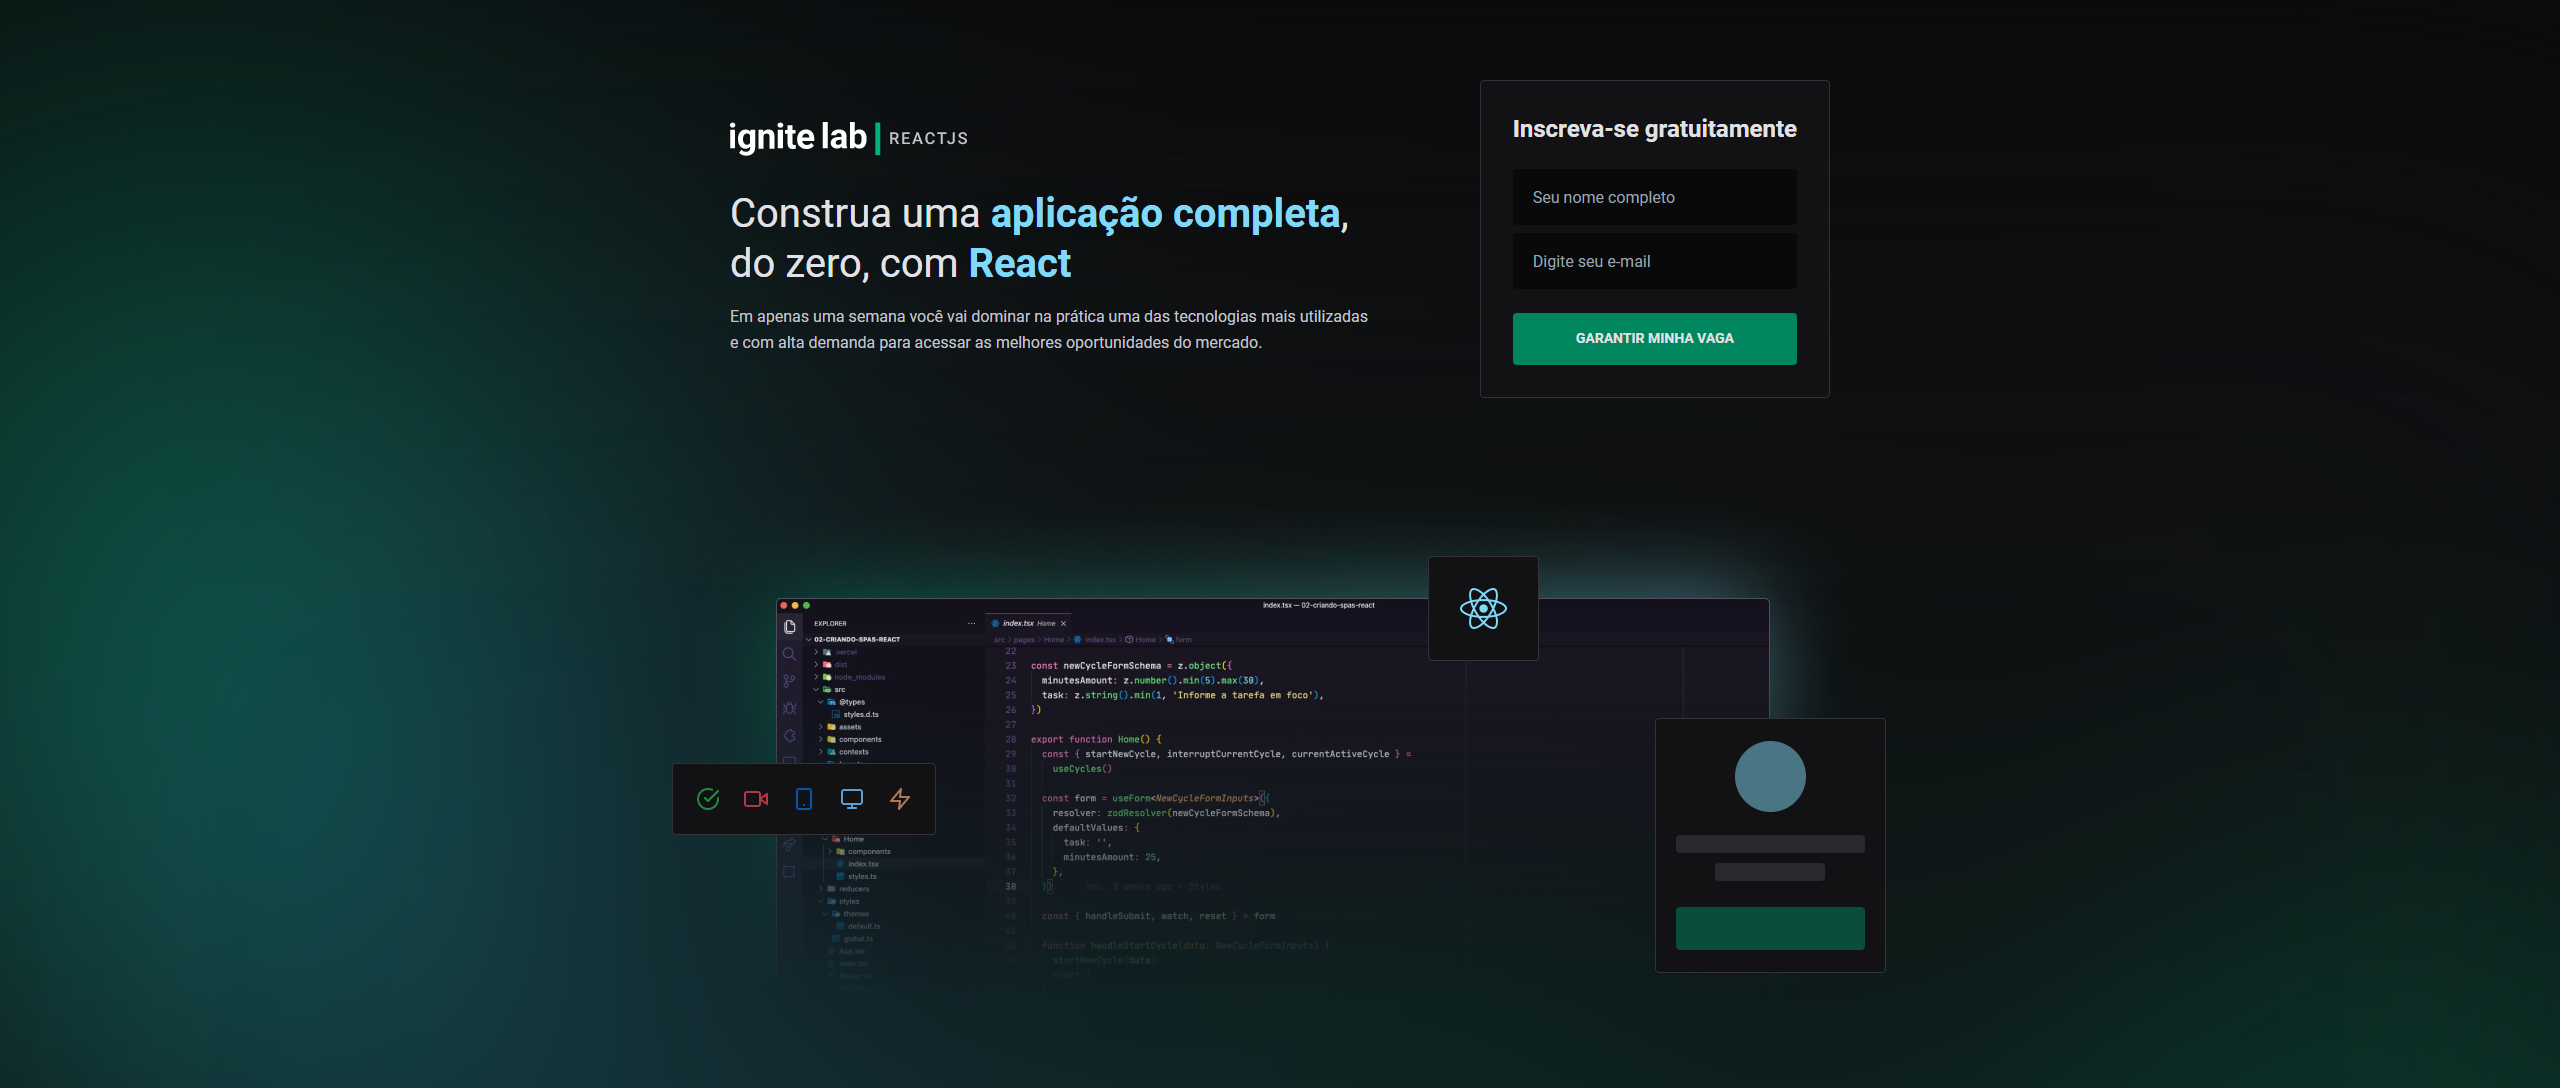 ignite lab | REACTJS
Construa uma aplicação completa,
do zero, com React
Em apenas uma semana você vai dominar na prática uma das tecnologias mais utilizadas
e com alta demanda para acessar as melhores oportunidades do mercado.
Inscreva-se gratuitamente
Seu nome completo
Digite seu e-mail
GARANTIR MINHA VAGA
index.tsx — 02-criando-spas-react
EXPLORER ...
02-CRIANDO-SPAS-REACT
.vercel
dist
node_modules
src
@types
styles.d.ts
assets
components
contexts
Home
components
index.tsx
styles.ts
reducers
styles
themes
default.ts
global.ts
App.tsx
main.tsx
Router.tsx
index.tsx Home ×
src > pages > Home > index.tsx > Home > form
22
23 const newCycleFormSchema = z.object({
24 minutesAmount: z.number().min(5).max(30),
25 task: z.string().min(1, 'Informe a tarefa em foco'),
26 })
27
28 export function Home() {
29 const { startNewCycle, interruptCurrentCycle, currentActiveCycle } =
30 useCycles()
31
32 const form = useForm<NewCycleFormInputs>({
33 resolver: zodResolver(newCycleFormSchema),
34 defaultValues: {
35 task: '',
36 minutesAmount: 25,
37 },
38 }) You, 3 weeks ago • Styles
39
40 const { handleSubmit, watch, reset } = form
41
42 function handleStartCycle(data: NewCycleFormInputs) {
startNewCycle(data)
reset()